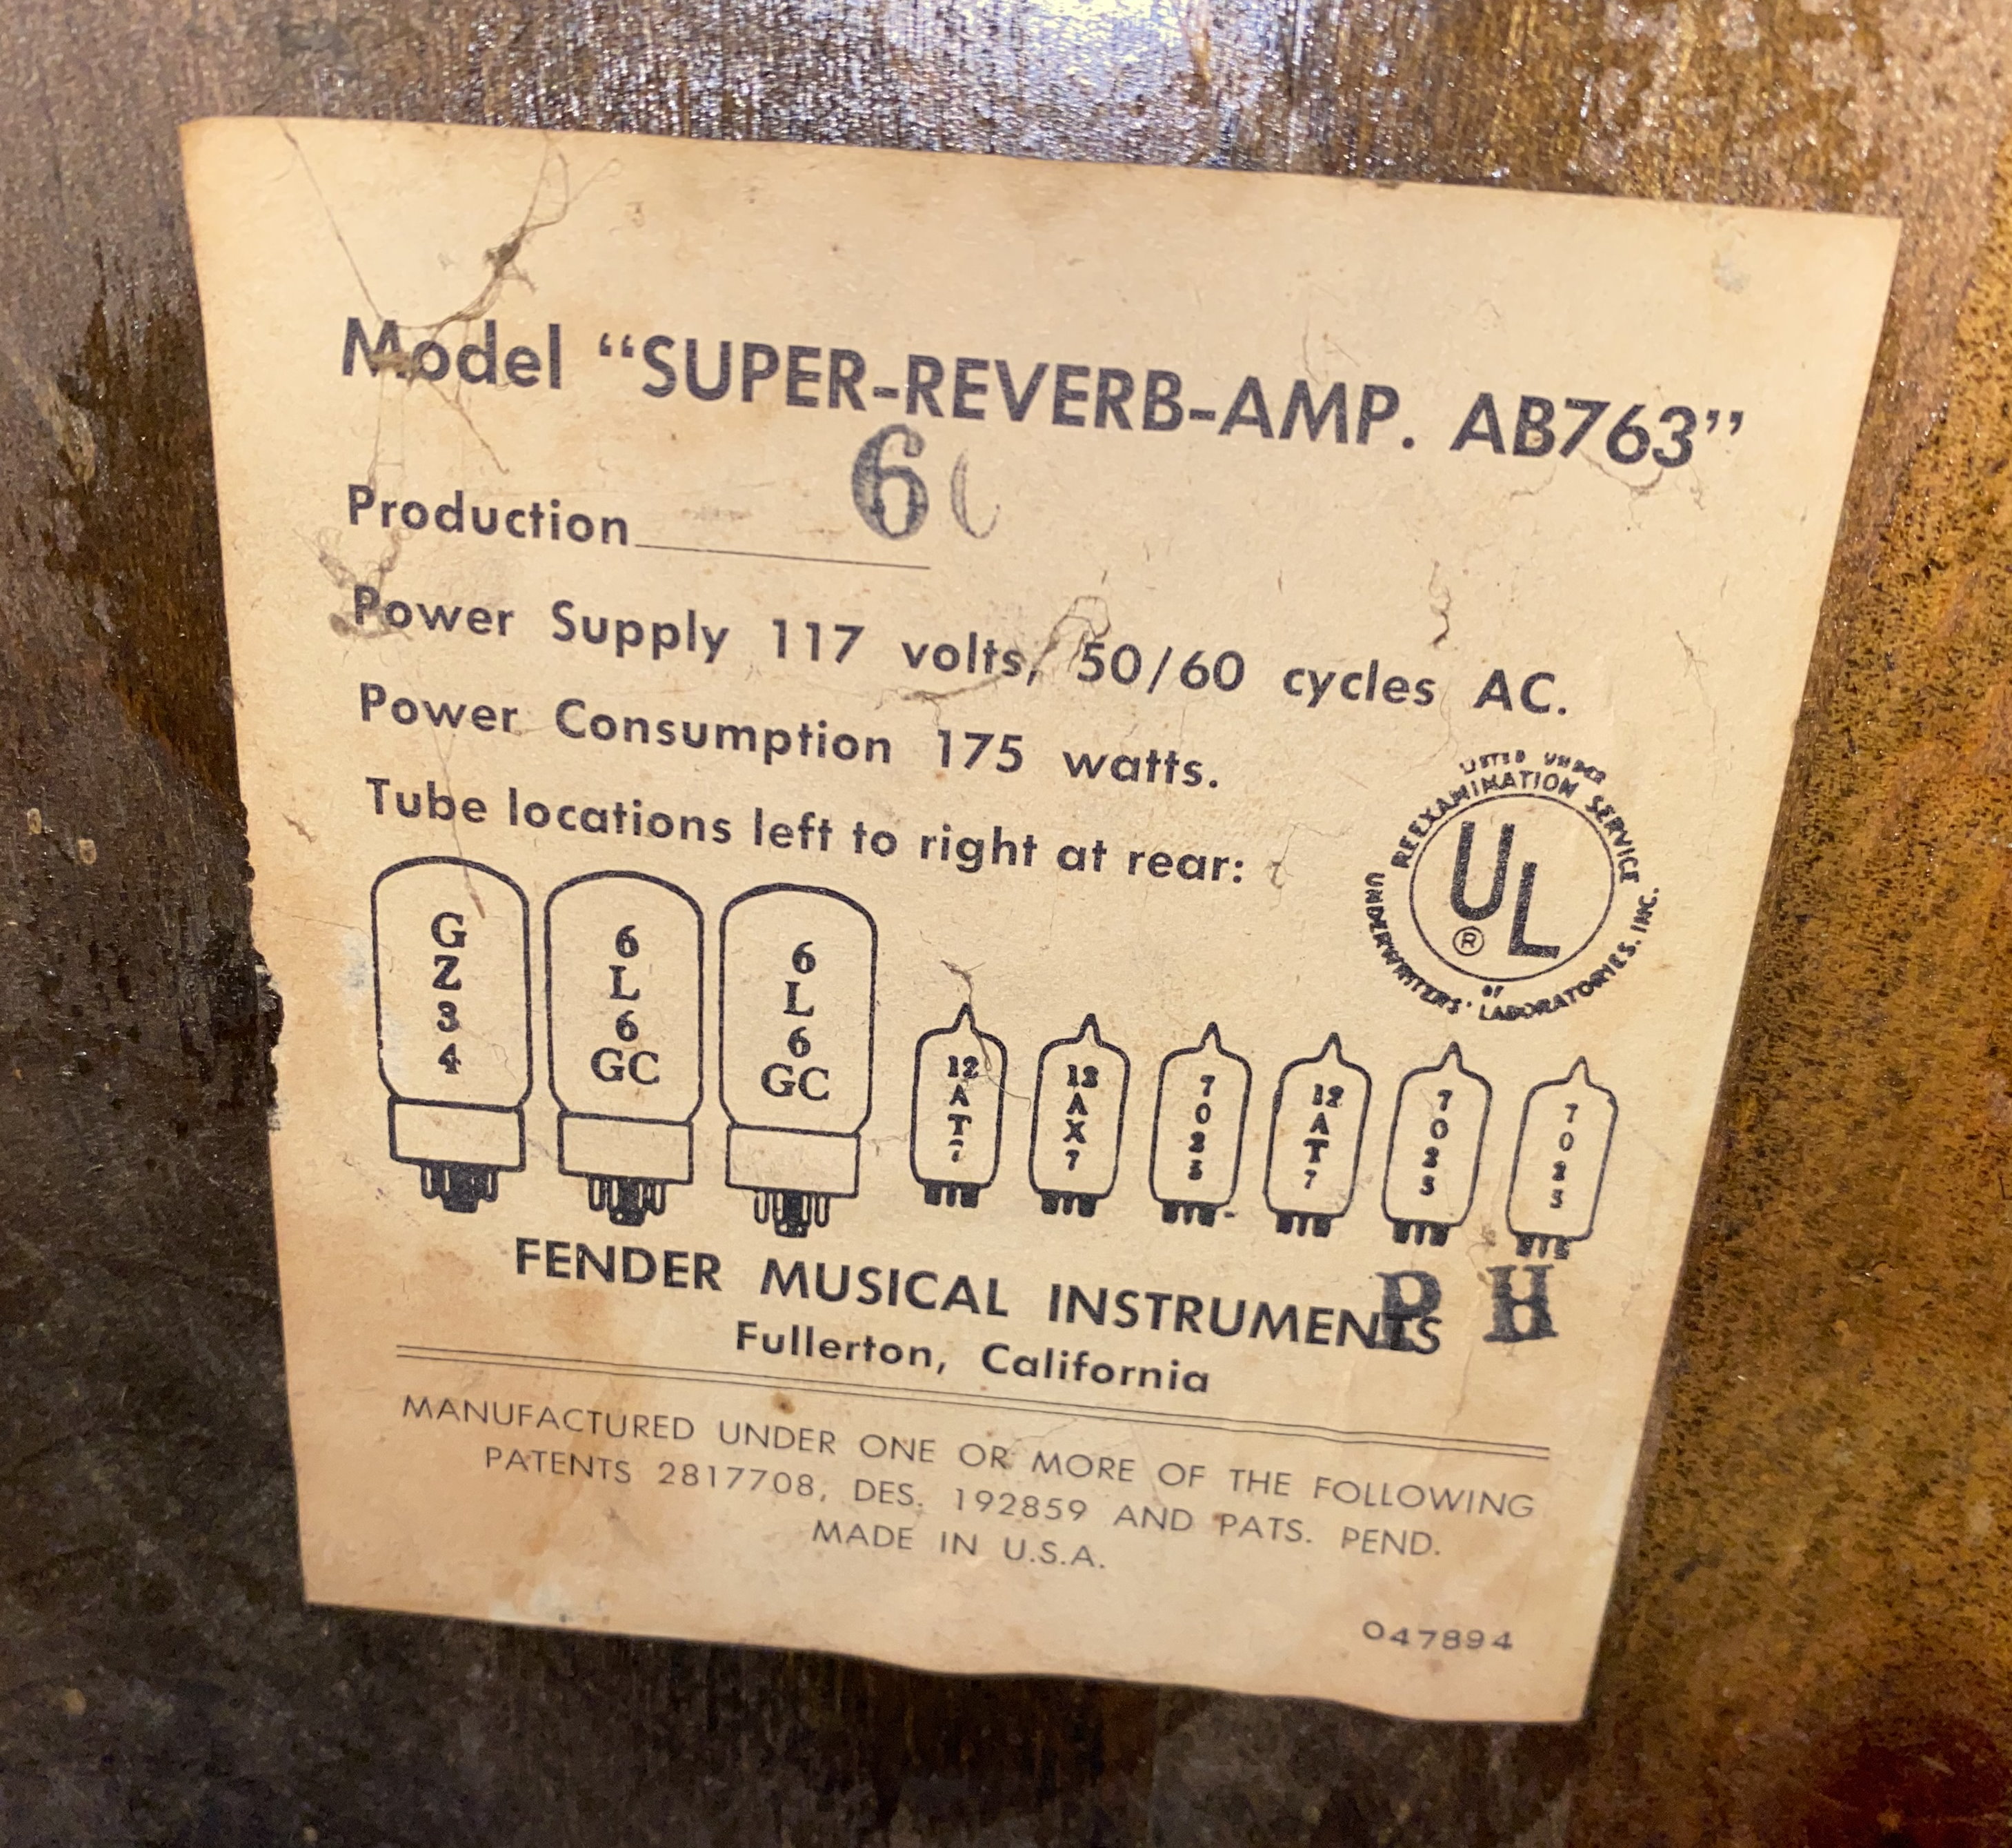 Model “SUPER-REVERB-AMP. AB763”
Production 6
Power Supply 117 volts, 50/60 cycles AC.
Power Consumption 175 watts.
Tube locations left to right at rear:
LISTED UNDER
REEXAMINATION SERVICE
UL
®
OF
UNDERWRITERS' LABORATORIES, INC.
GZ34
6L6GC
6L6GC
12AT7
12AX7
7025
12AT7
7025
7025
P H
FENDER MUSICAL INSTRUMENTS
Fullerton, California
MANUFACTURED UNDER ONE OR MORE OF THE FOLLOWING
PATENTS 2817708, DES. 192859 AND PATS. PEND.
MADE IN U.S.A.
047894